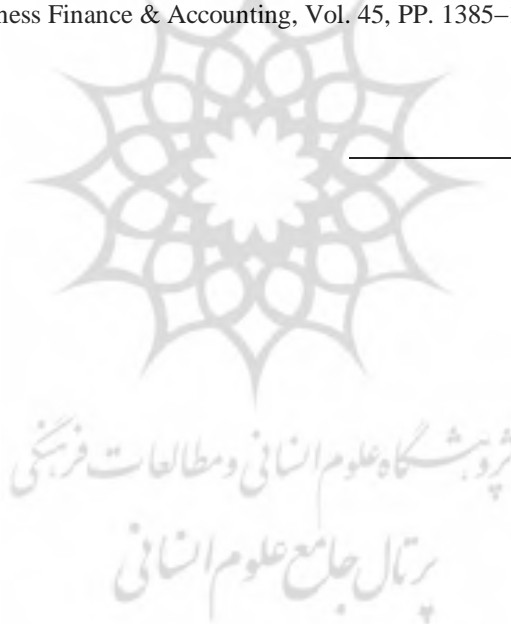 ness Finance & Accounting, Vol. 45, PP. 1385–
پژوهشگاه علوم انسانی و مطالعات فرهنگی
پرتال جامع علوم انسانی